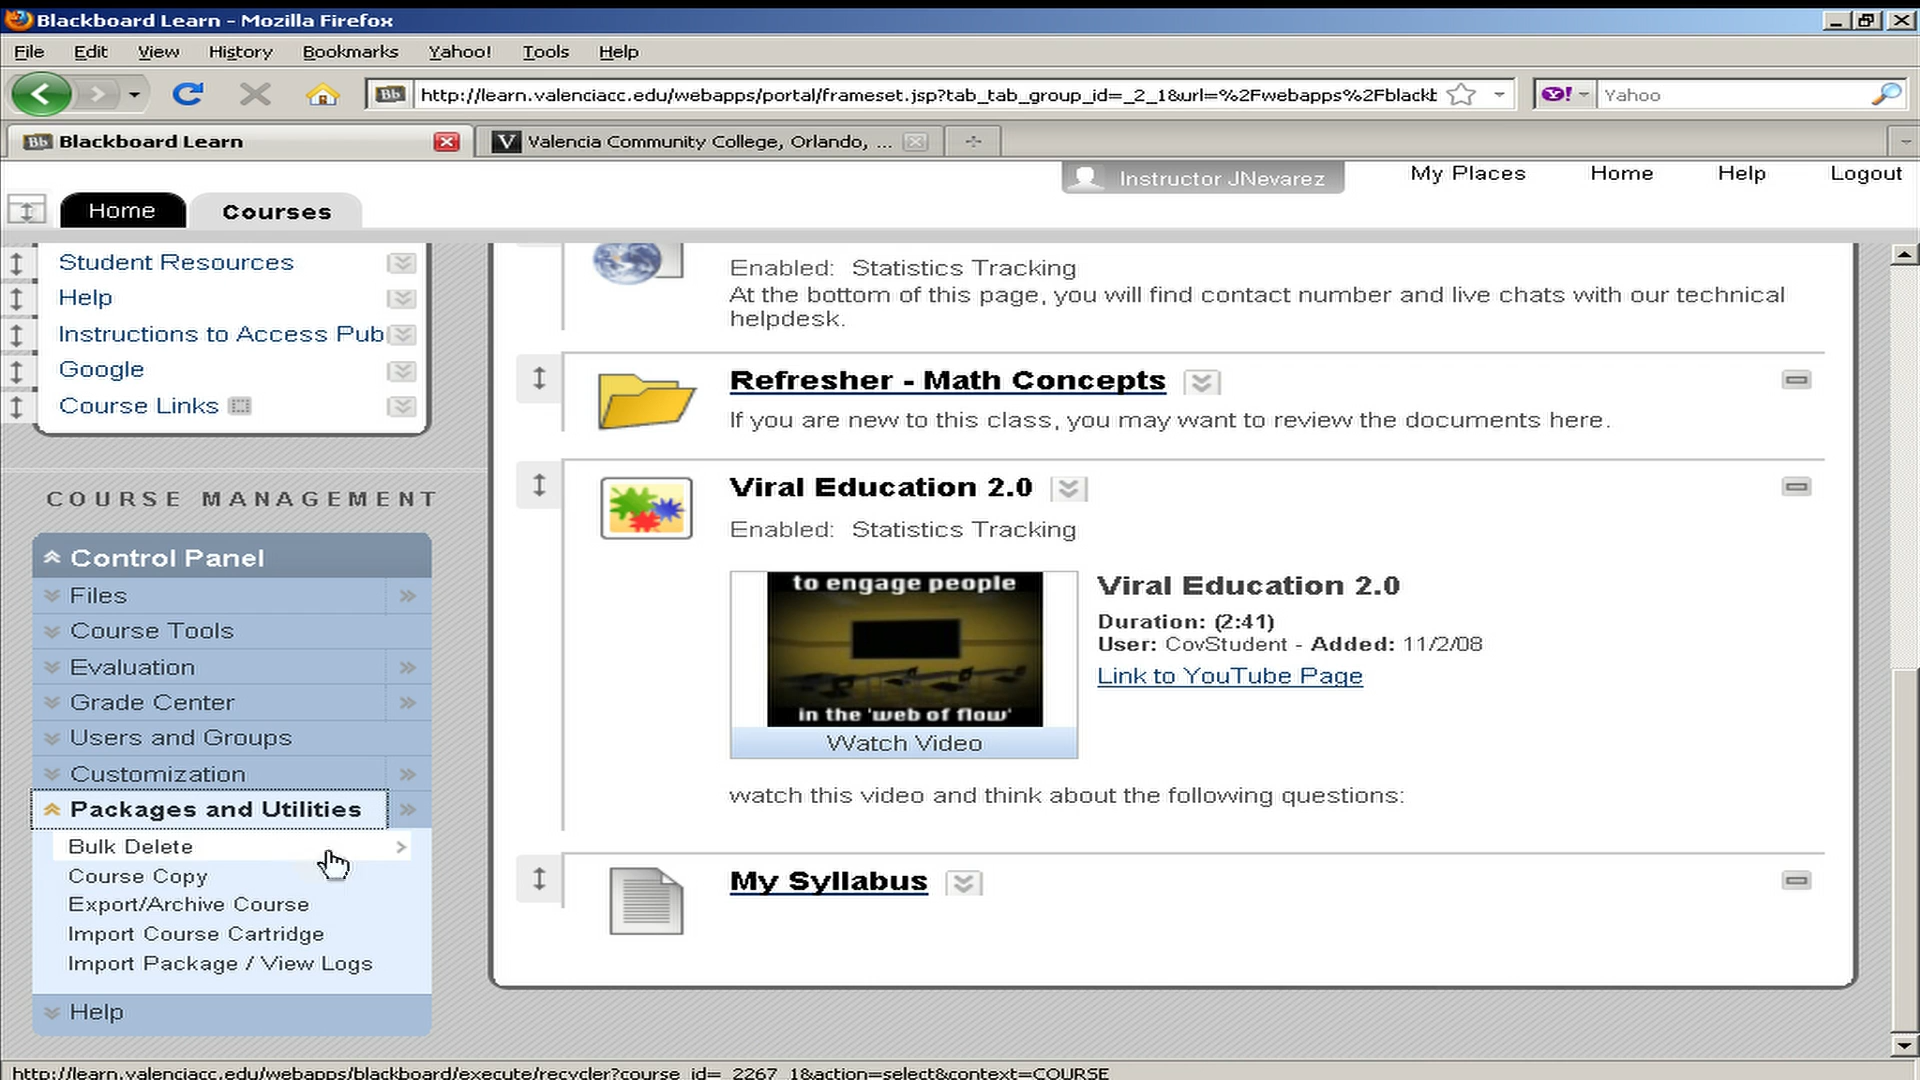 Blackboard Learn - Mozilla Firefox
File Edit View History Bookmarks Yahoo! Tools Help
Bb http://learn.valenciacc.edu/webapps/portal/frameset.jsp?tab_tab_group_id=_2_1&url=%2Fwebapps%2Fblackt Y! Yahoo
Bb Blackboard Learn V Valencia Community College, Orlando, ...
Instructor JNevarez My Places Home Help Logout
Home Courses
Student Resources
Help
Instructions to Access Pub
Google
Course Links
COURSE MANAGEMENT
Control Panel
Files
Course Tools
Evaluation
Grade Center
Users and Groups
Customization
Packages and Utilities
Bulk Delete
Course Copy
Export/Archive Course
Import Course Cartridge
Import Package / View Logs
Help
Enabled: Statistics Tracking
At the bottom of this page, you will find contact number and live chats with our technical
helpdesk.
Refresher - Math Concepts
If you are new to this class, you may want to review the documents here.
Viral Education 2.0
Enabled: Statistics Tracking
to engage people
in the 'web of flow'
Watch Video
Viral Education 2.0
Duration: (2:41)
User: CovStudent - Added: 11/2/08
Link to YouTube Page
watch this video and think about the following questions:
My Syllabus
http://learn.valenciacc.edu/webapps/blackboard/execute/recycler?course_id=_2267_1&action=select&context=COURSE